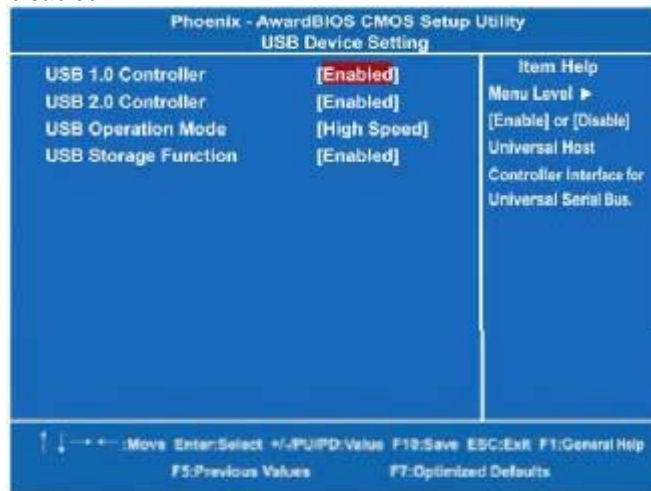 Phoenix - AwardBIOS CMOS Setup Utility
USB Device Setting
USB 1.0 Controller [Enabled]
USB 2.0 Controller [Enabled]
USB Operation Mode [High Speed]
USB Storage Function [Enabled]
Item Help
Menu Level ►
[Enable] or [Disable]
Universal Host
Controller Interface for
Universal Serial Bus.
↑ ↓ → ← :Move Enter:Select +/-/PU/PD:Value F10:Save ESC:Exit F1:General Help
F5:Previous Values F7:Optimized Defaults